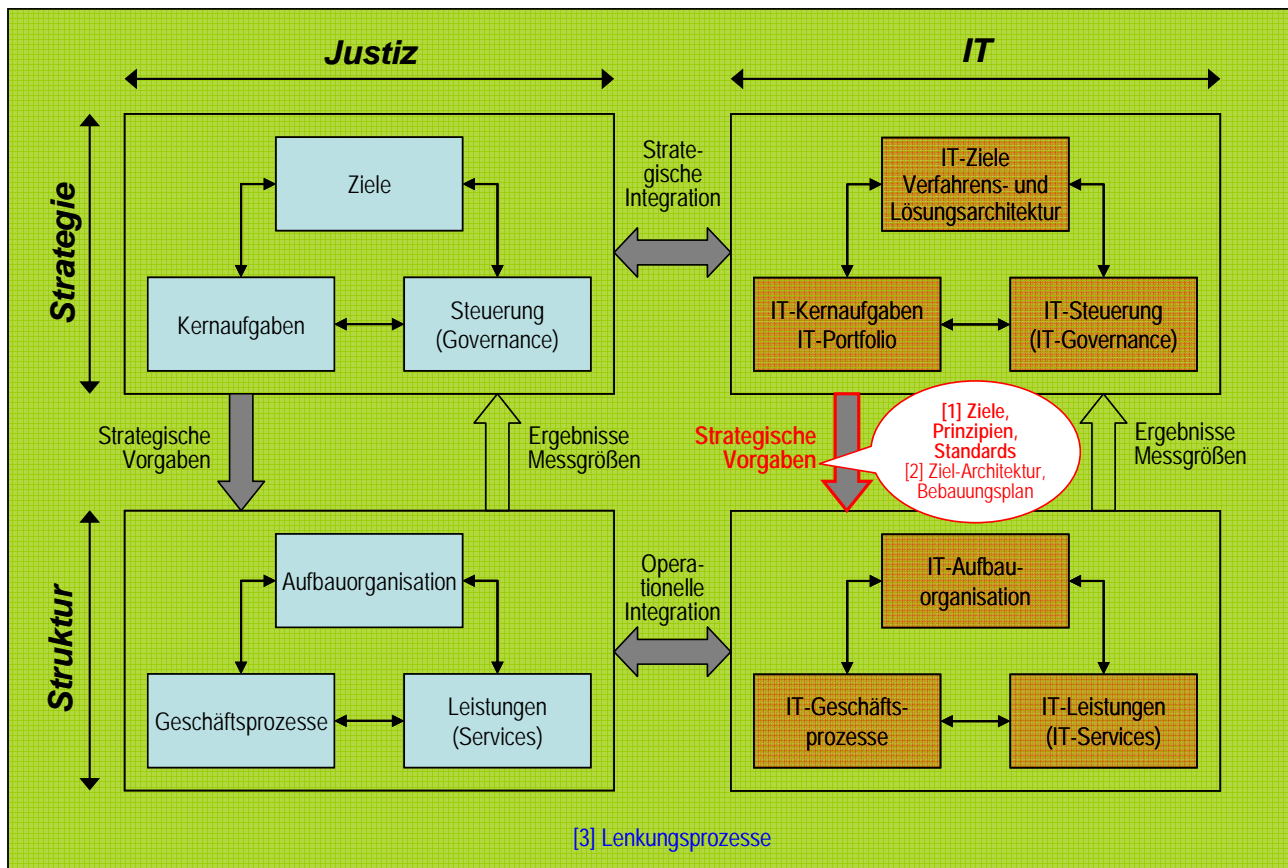 Justiz
IT
Strategie
Ziele
Kernaufgaben
Steuerung
(Governance)
Strate-
gische
Integration
IT-Ziele
Verfahrens- und
Lösungsarchitektur
IT-Kernaufgaben
IT-Portfolio
IT-Steuerung
(IT-Governance)
Strategische
Vorgaben
Ergebnisse
Messgrößen
Strategische
Vorgaben
[1] Ziele,
Prinzipien,
Standards
[2] Ziel-Architektur,
Bebauungsplan
Ergebnisse
Messgrößen
Struktur
Aufbauorganisation
Geschäftsprozesse
Leistungen
(Services)
Opera-
tionelle
Integration
IT-Aufbau-
organisation
IT-Geschäfts-
prozesse
IT-Leistungen
(IT-Services)
[3] Lenkungsprozesse